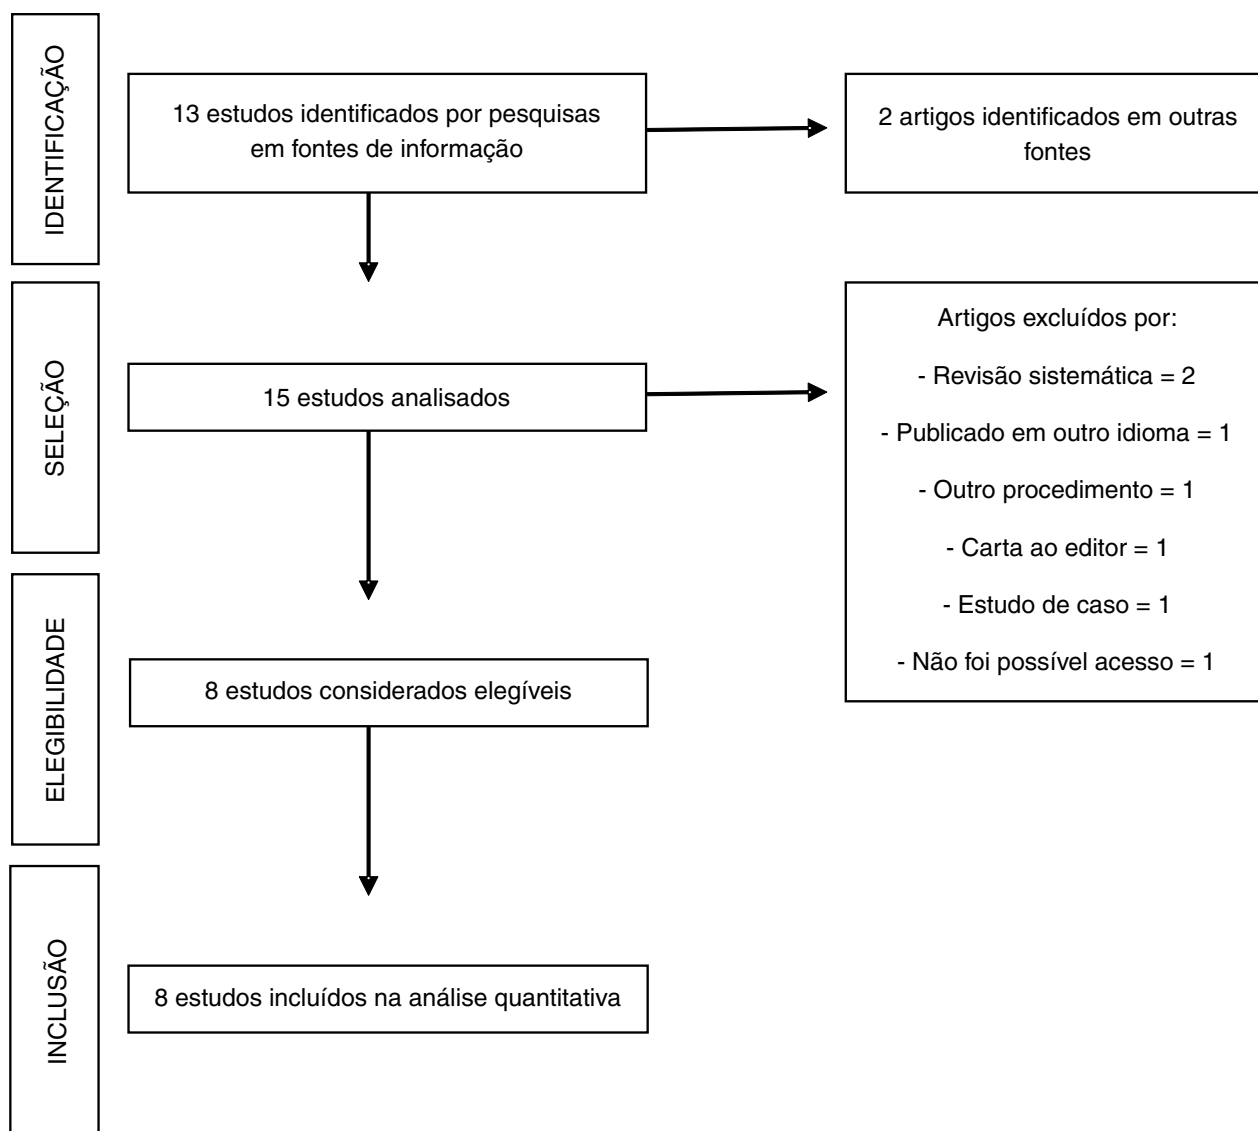 IDENTIFICAÇÃO
13 estudos identificados por pesquisas
em fontes de informação
2 artigos identificados em outras
fontes
SELEÇÃO
15 estudos analisados
Artigos excluídos por:
- Revisão sistemática = 2
- Publicado em outro idioma = 1
- Outro procedimento = 1
- Carta ao editor = 1
- Estudo de caso = 1
- Não foi possível acesso = 1
ELEGIBILIDADE
8 estudos considerados elegíveis
INCLUSÃO
8 estudos incluídos na análise quantitativa